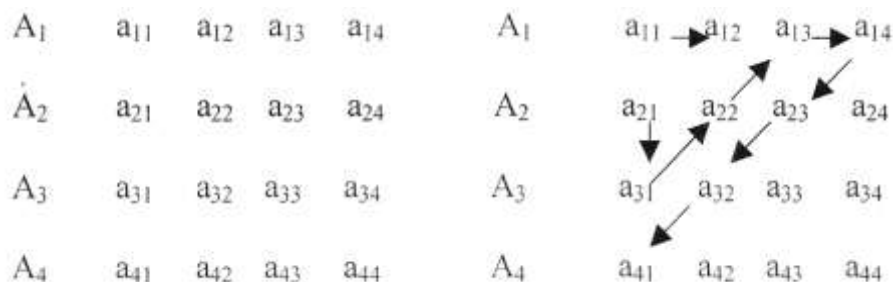 A₁ a₁₁ a₁₂ a₁₃ a₁₄ A₁ a₁₁ a₁₂ a₁₃ a₁₄
A₂ a₂₁ a₂₂ a₂₃ a₂₄ A₂ a₂₁ a₂₂ a₂₃ a₂₄
A₃ a₃₁ a₃₂ a₃₃ a₃₄ A₃ a₃₁ a₃₂ a₃₃ a₃₄
A₄ a₄₁ a₄₂ a₄₃ a₄₄ A₄ a₄₁ a₄₂ a₄₃ a₄₄